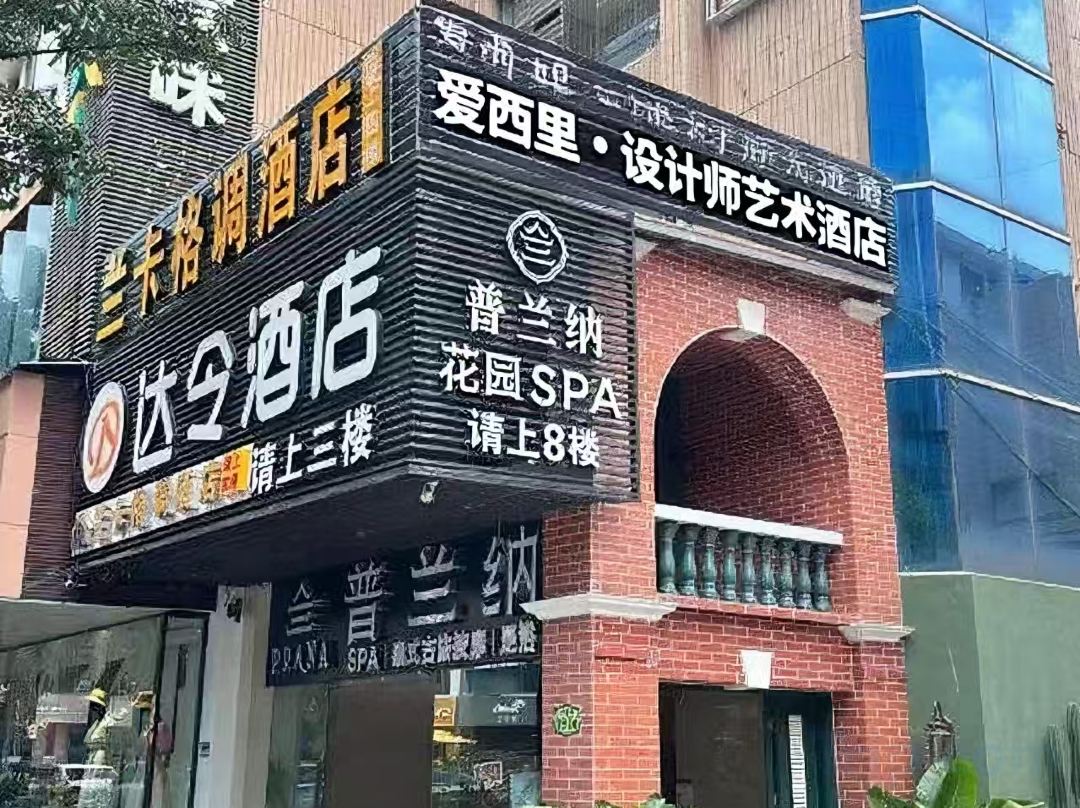 味
兰卡格调酒店
爱西里·设计师艺术酒店
达令酒店
请上三楼
普兰纳
花园SPA
请上8楼
普兰纳
SPA